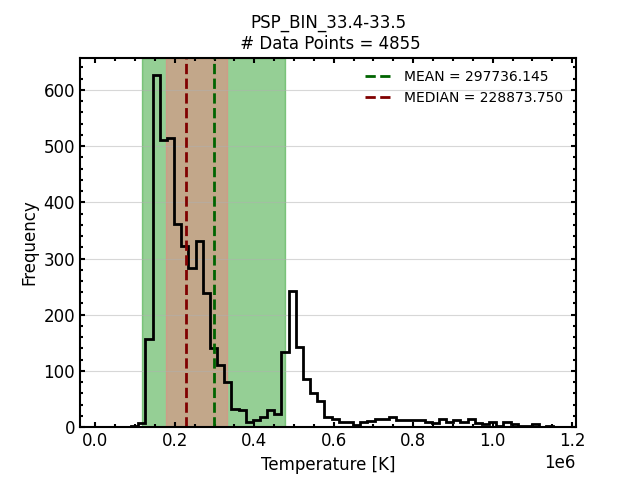 PSP_BIN_33.4-33.5
# Data Points = 4855
MEAN = 297736.145
MEDIAN = 228873.750
Frequency
600
500
400
300
200
100
0
0.0 0.2 0.4 0.6 0.8 1.0 1.2
1e6
Temperature [K]